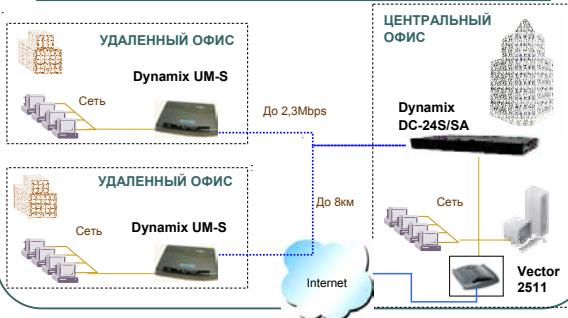 УДАЛЕННЫЙ ОФИС
Dynamix UM-S
Сеть
До 2,3Mbps
ЦЕНТРАЛЬНЫЙ
ОФИС
Dynamix
DC-24S/SA
УДАЛЕННЫЙ ОФИС
Dynamix UM-S
Сеть
До 8км
Сеть
Internet
Vector
2511